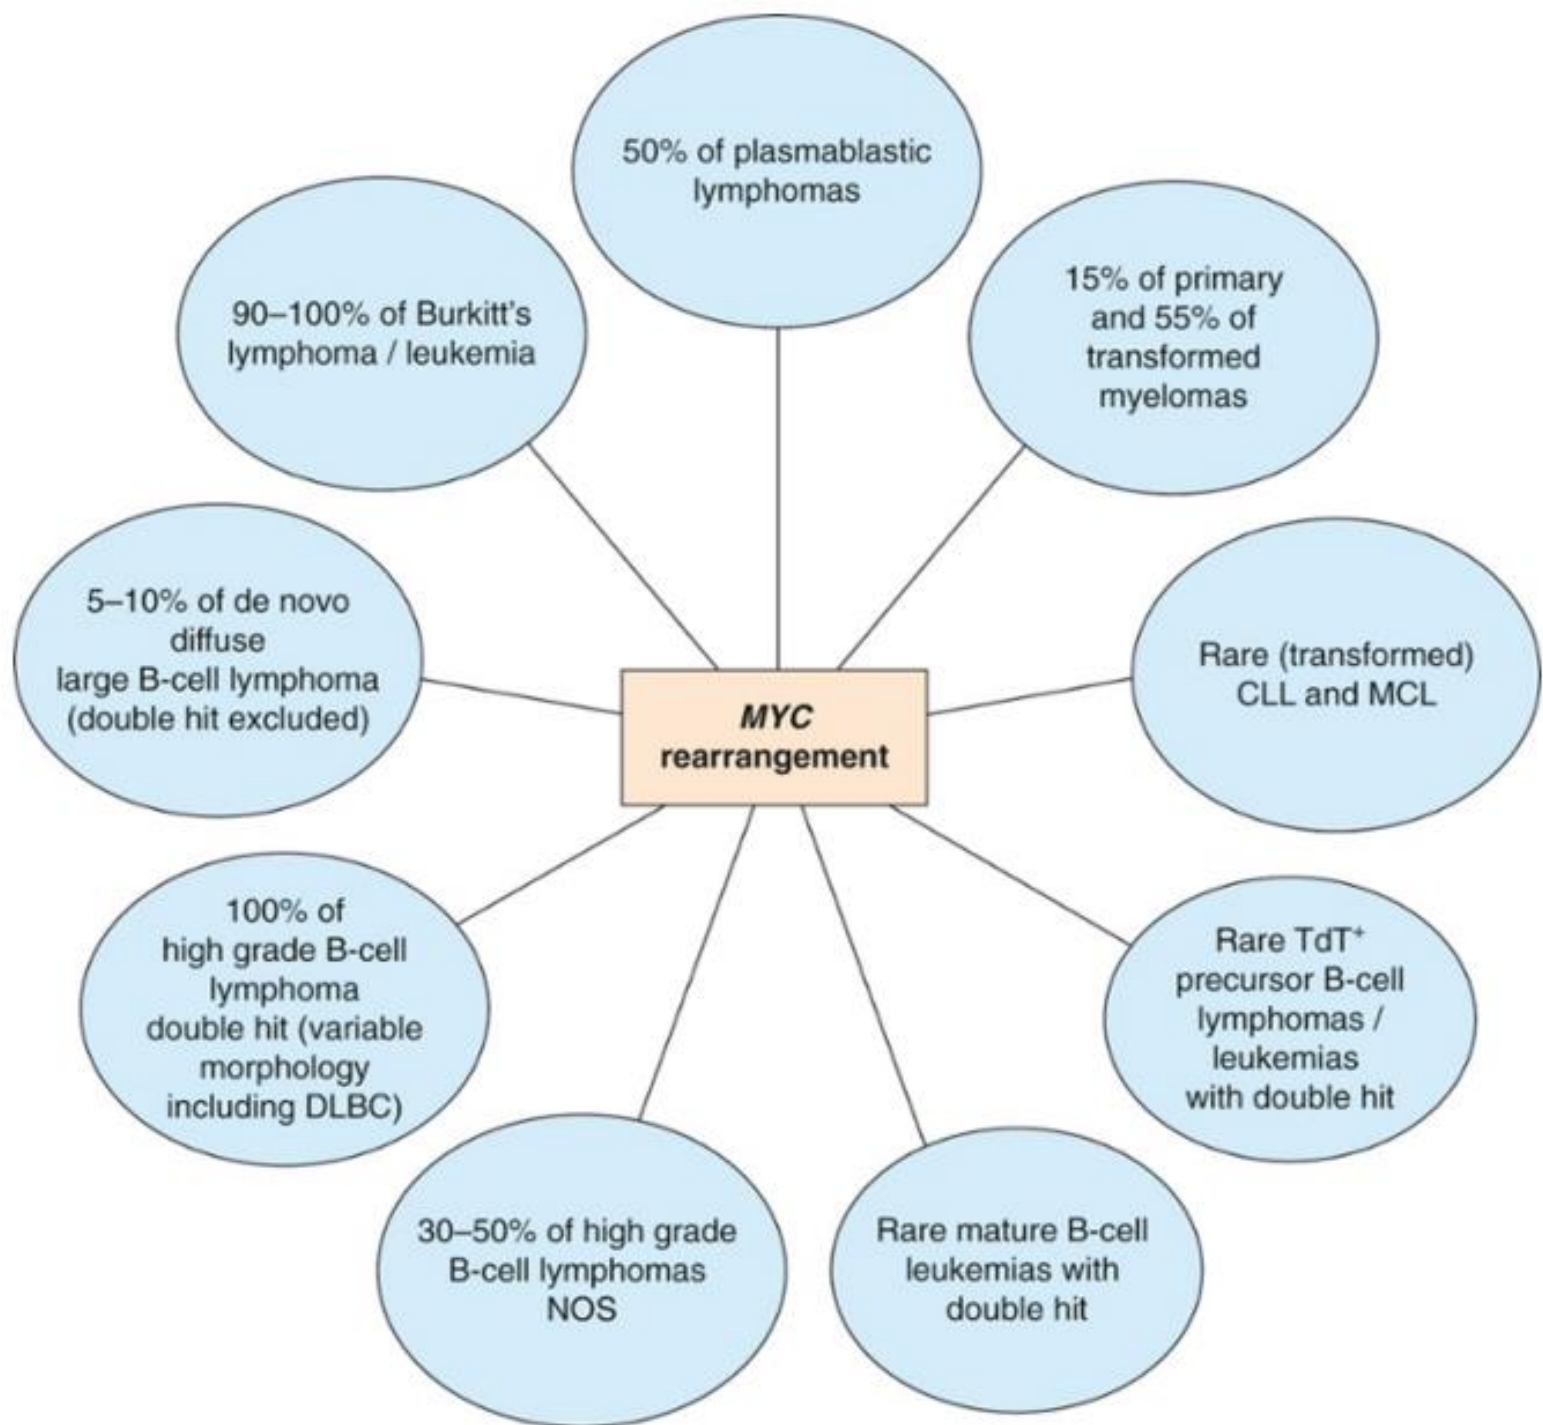 50% of plasmablastic
lymphomas
90–100% of Burkitt's
lymphoma / leukemia
15% of primary
and 55% of
transformed
myelomas
5–10% of de novo
diffuse
large B-cell lymphoma
(double hit excluded)
Rare (transformed)
CLL and MCL
MYC
rearrangement
100% of
high grade B-cell
lymphoma
double hit (variable
morphology
including DLBC)
Rare TdT⁺
precursor B-cell
lymphomas /
leukemias
with double hit
30–50% of high grade
B-cell lymphomas
NOS
Rare mature B-cell
leukemias with
double hit